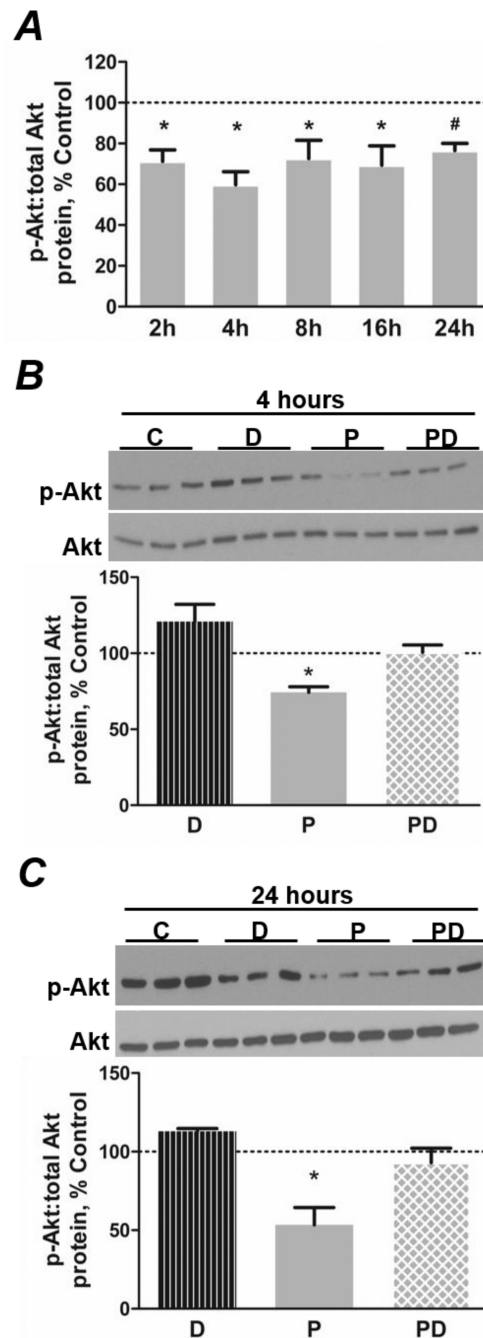 A
p-Akt:total Akt
protein, % Control
120
100
80
60
40
20
0
* * * * #
2h 4h 8h 16h 24h
B
4 hours
C D P PD
p-Akt
Akt
p-Akt:total Akt
protein, % Control
150
100
50
0
*
D P PD
C
24 hours
C D P PD
p-Akt
Akt
p-Akt:total Akt
protein, % Control
150
100
50
0
*
D P PD